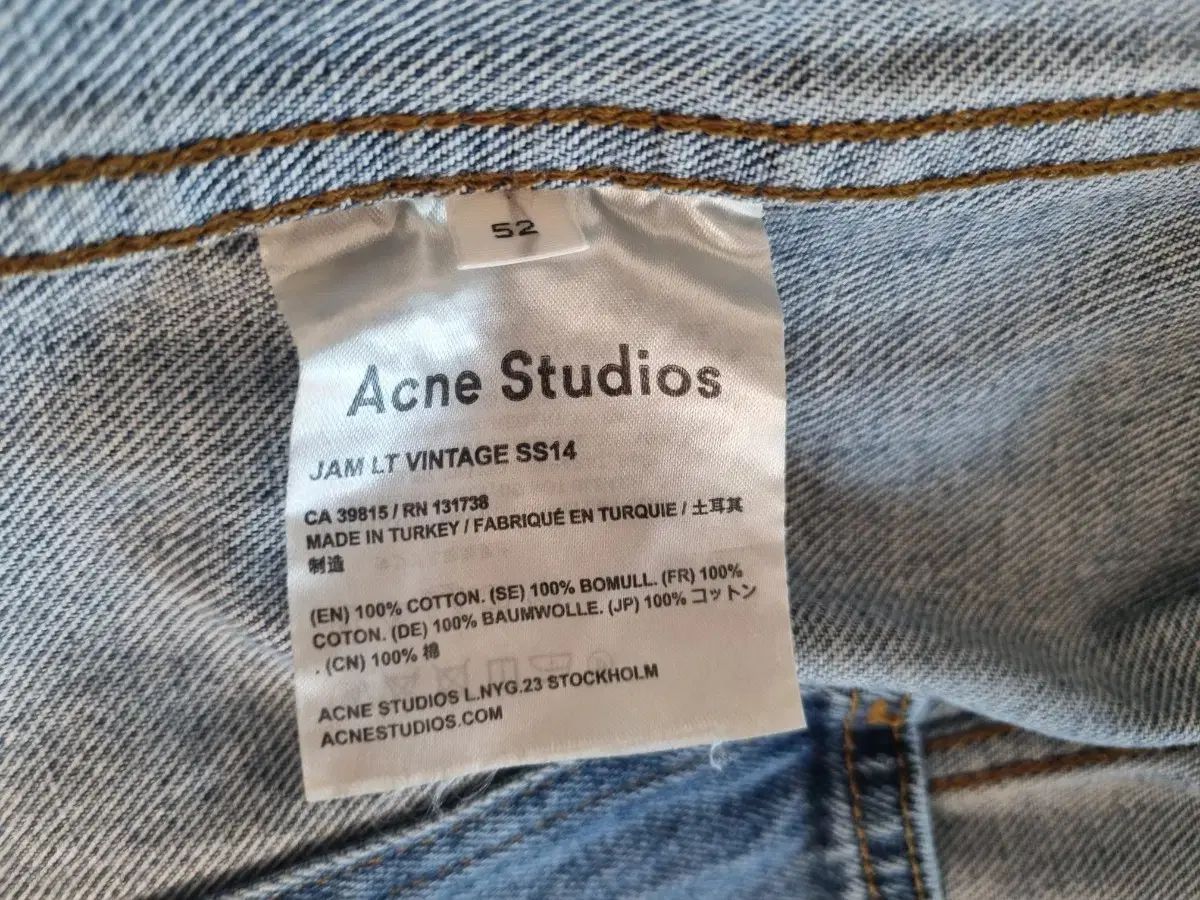 52
Acne Studios
JAM LT VINTAGE SS14
CA 39815 / RN 131738
MADE IN TURKEY / FABRIQUÉ EN TURQUIE / 土耳其
制造
(EN) 100% COTTON. (SE) 100% BOMULL. (FR) 100%
COTON. (DE) 100% BAUMWOLLE. (JP) 100% コットン
. (CN) 100% 棉
ACNE STUDIOS L.NYG.23 STOCKHOLM
ACNESTUDIOS.COM